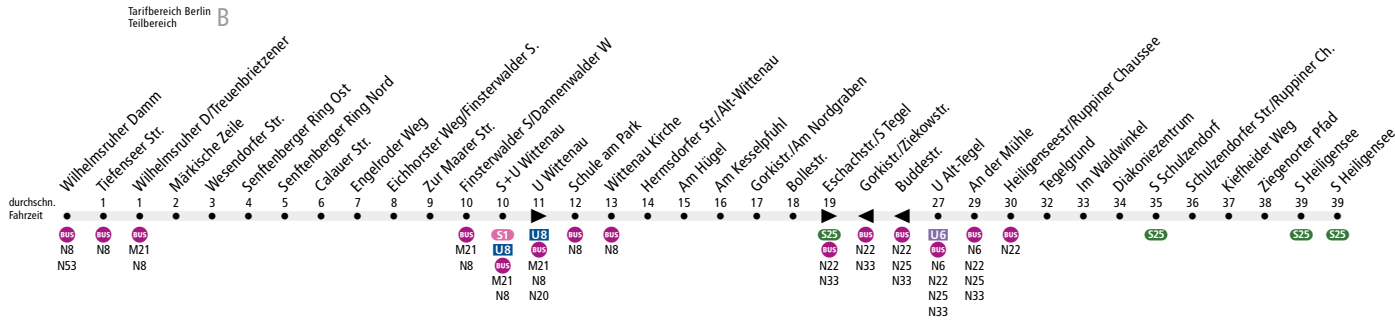 Tarifbereich Berlin B
Teilbereich
Wilhelmsruher Damm
Tiefenseer Str.
Wilhelmsruher D/Treuenbrietzener
Märkische Zeile
Wesendorfer Str.
Senftenberger Ring Ost
Senftenberger Ring Nord
Calauer Str.
Engelroder Weg
Eichhorster Weg/Finsterwalder S.
Zur Maarer Str.
Finsterwalder S/Dannenwalder W
S+U Wittenau
U Wittenau
Schule am Park
Wittenau Kirche
Hermsdorfer Str./Alt-Wittenau
Am Hügel
Am Kesselpfuhl
Gorkistr./Am Nordgraben
Bollestr.
Eschachstr./S Tegel
Gorkistr./Ziekowstr.
Buddestr.
U Alt-Tegel
An der Mühle
Heiligenseestr/Ruppiner Chaussee
Tegelgrund
Im Waldwinkel
Diakoniezentrum
S Schulzendorf
Schulzendorfer Str./Ruppiner Ch.
Kiefheider Weg
Ziegenorter Pfad
S Heiligensee
S Heiligensee
durchschn. 1 1 2 3 4 5 6 7 8 9 10 10 11 12 13 14 15 16 17 18 19 27 29 30 32 33 34 35 36 37 38 39 39
Fahrzeit
BUS BUS BUS BUS S1 U8 BUS BUS S25 BUS BUS U6 BUS BUS S25 S25 S25
N8 N8 M21 M21 U8 BUS N8 N8 BUS N22 N22 BUS N6 N22
N53 N8 N8 BUS M21 N22 N33 N25 N6 N22
M21 N8 N33 N33 N22 N25
N8 N20 N25 N33
N33